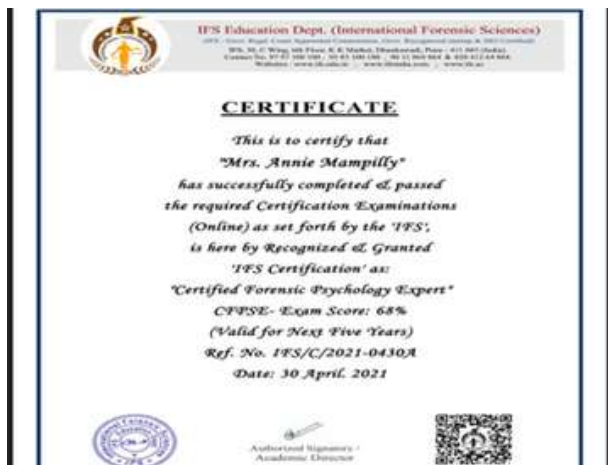 IFS Education Dept. (International Forensic Sciences)
CERTIFICATE
This is to certify that
"Mrs. Annie Mampilly"
has successfully completed & passed
the required Certification Examinations
(Online) as set forth by the 'IFS',
is here by Recognized & Granted
'IFS Certification' as:
"Certified Forensic Psychology Expert"
CFPSE- Exam Score: 68%
(Valid for Next Five Years)
Ref. No. IFS/C/2021-0430A
Date: 30 April. 2021
Authorized Signatory /
Academic Director
IFS